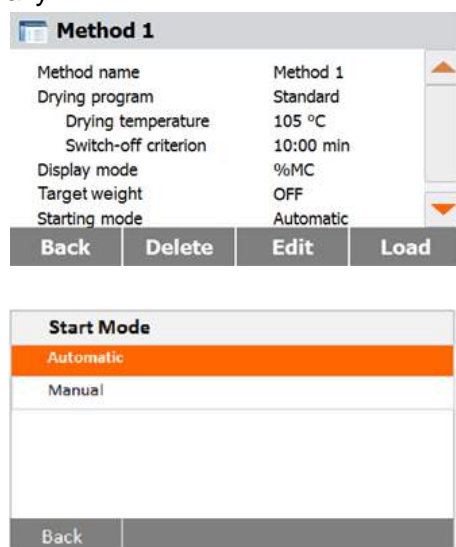 Method 1
Method name Method 1
Drying program Standard
Drying temperature 105 °C
Switch-off criterion 10:00 min
Display mode %MC
Target weight OFF
Starting mode Automatic
Back Delete Edit Load
Start Mode
Automatic
Manual
Back